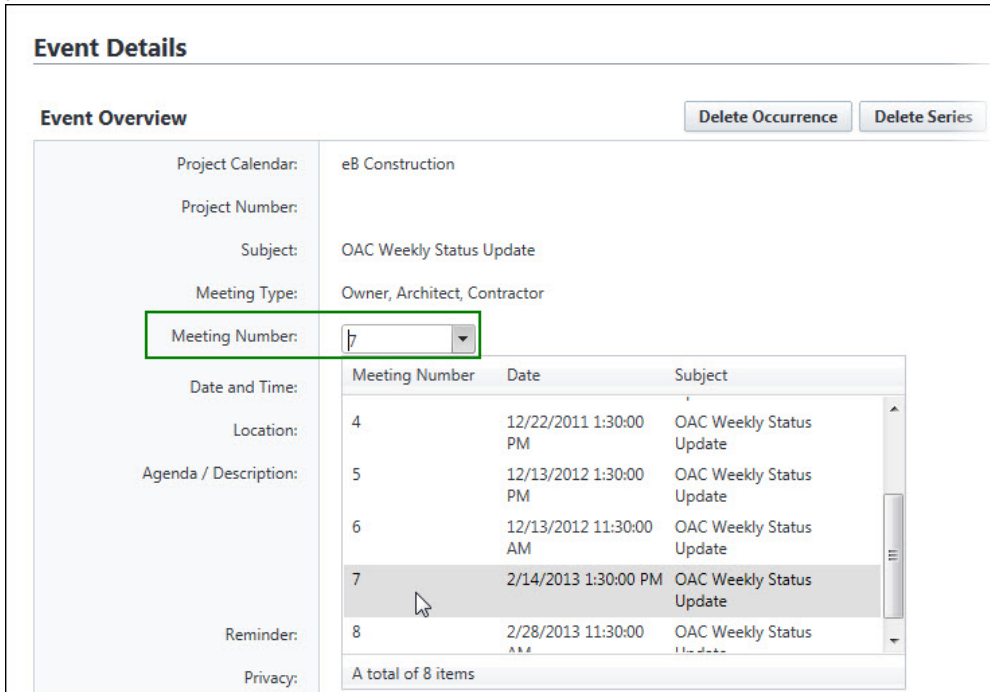 Event Details
Event Overview
Delete Occurrence
Delete Series
Project Calendar: eB Construction
Project Number:
Subject: OAC Weekly Status Update
Meeting Type: Owner, Architect, Contractor
Meeting Number: 7
Meeting Number Date Subject
Date and Time:
4 12/22/2011 1:30:00 OAC Weekly Status
PM Update
Location:
Agenda / Description:
5 12/13/2012 1:30:00 OAC Weekly Status
PM Update
6 12/13/2012 11:30:00 OAC Weekly Status
AM Update
7 2/14/2013 1:30:00 PM OAC Weekly Status
Update
Reminder:
8 2/28/2013 11:30:00 OAC Weekly Status
AM Update
Privacy:
A total of 8 items